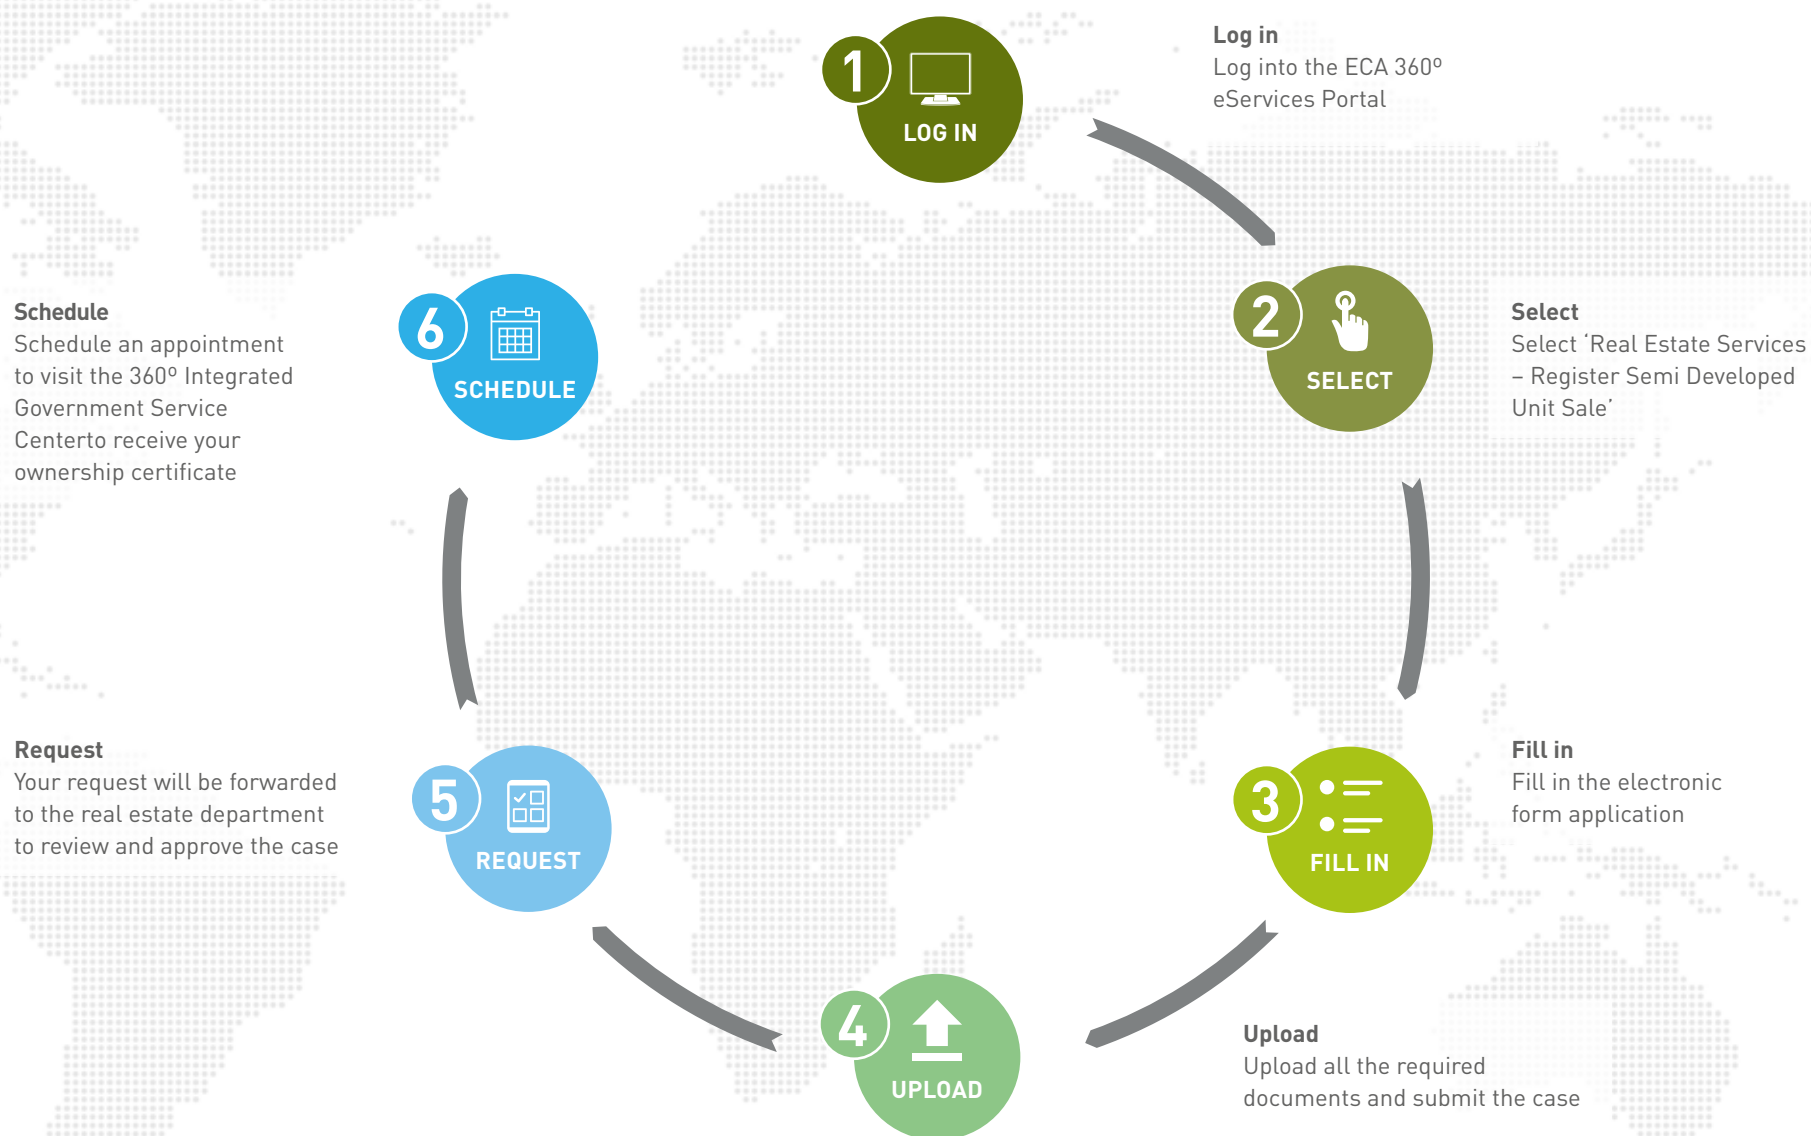 1
LOG IN
Log in
Log into the ECA 360º
eServices Portal
2
SELECT
Select
Select ‘Real Estate Services
– Register Semi Developed
Unit Sale’
3
FILL IN
Fill in
Fill in the electronic
form application
4
UPLOAD
Upload
Upload all the required
documents and submit the case
5
REQUEST
Request
Your request will be forwarded
to the real estate department
to review and approve the case
6
SCHEDULE
Schedule
Schedule an appointment
to visit the 360º Integrated
Government Service
Centerto receive your
ownership certificate